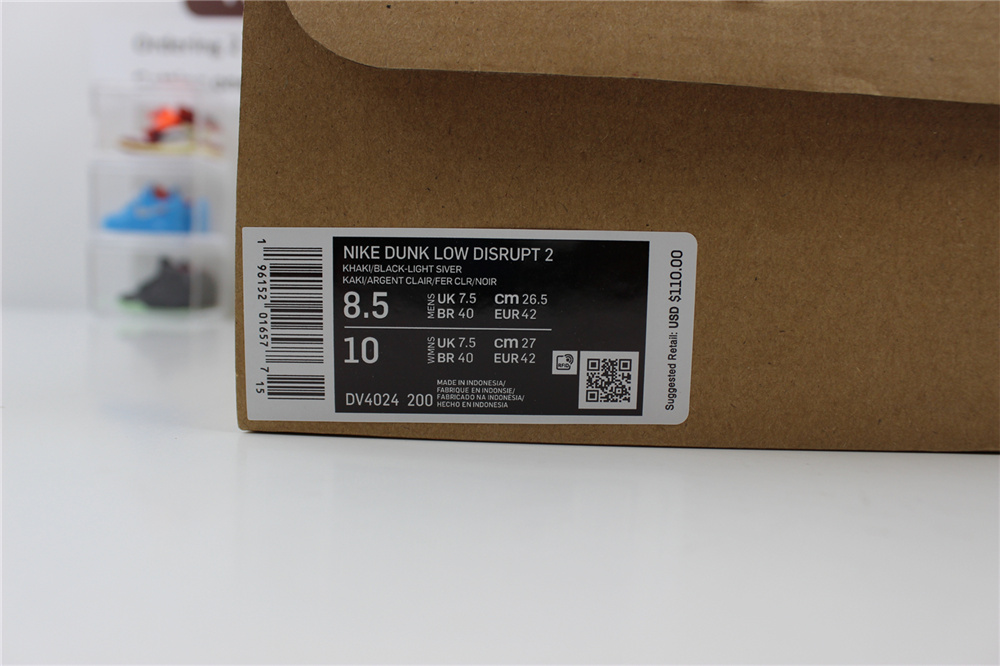 Ordering
1 96152 01657 7 15
NIKE DUNK LOW DISRUPT 2
KHAKI/BLACK-LIGHT SIVER
KAKI/ARGENT CLAIR/FER CLR/NOIR
8.5 MENS UK 7.5 cm 26.5
BR 40 EUR 42
10 WMNS UK 7.5 cm 27
BR 40 EUR 42
RFID
MADE IN INDONESIA/
FABRIQUE EN INDONSIE/
FABRICADO NA INDONÉSIA/
HECHO EN INDONESIA
DV4024 200
Suggested Retail: USD $110.00